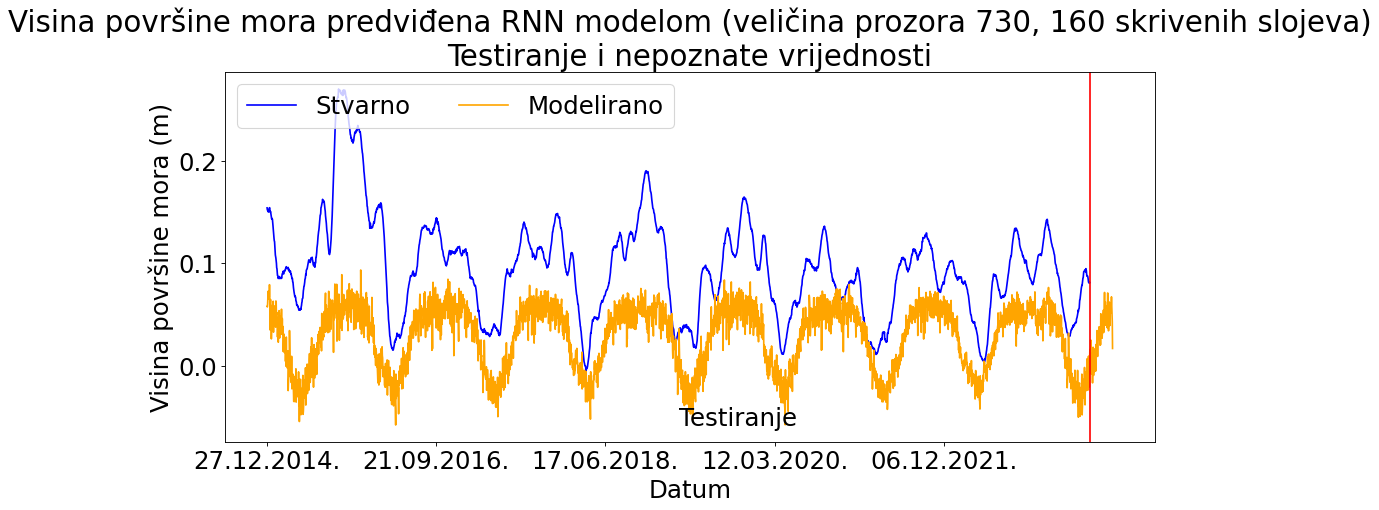 Visina površine mora predviđena RNN modelom (veličina prozora 730, 160 skrivenih slojeva)
Testiranje i nepoznate vrijednosti
Stvarno Modelirano
Visina površine mora (m)
0.2
0.1
0.0
Testiranje
27.12.2014. 21.09.2016. 17.06.2018. 12.03.2020. 06.12.2021.
Datum